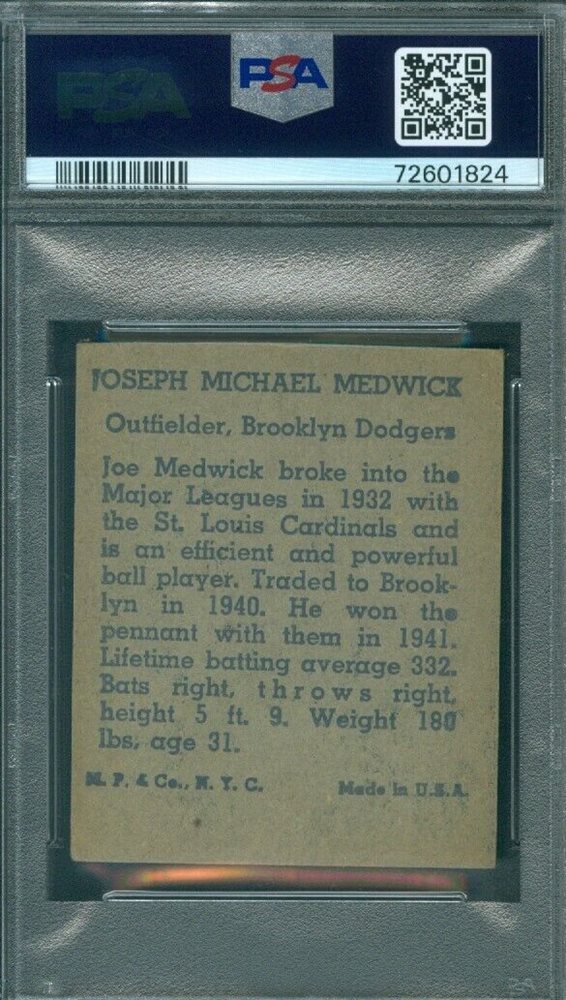 PSA
PSA
72601824
JOSEPH MICHAEL MEDWICK
Outfielder, Brooklyn Dodgers
Joe Medwick broke into the
Major Leagues in 1932 with
the St. Louis Cardinals and
is an efficient and powerful
ball player. Traded to Brook-
lyn in 1940. He won the
pennant with them in 1941.
Lifetime batting average 332.
Bats right, throws right,
height 5 ft. 9. Weight 180
lbs, age 31.
M. P. & Co., N. Y. C. Made in U.S.A.
PSA